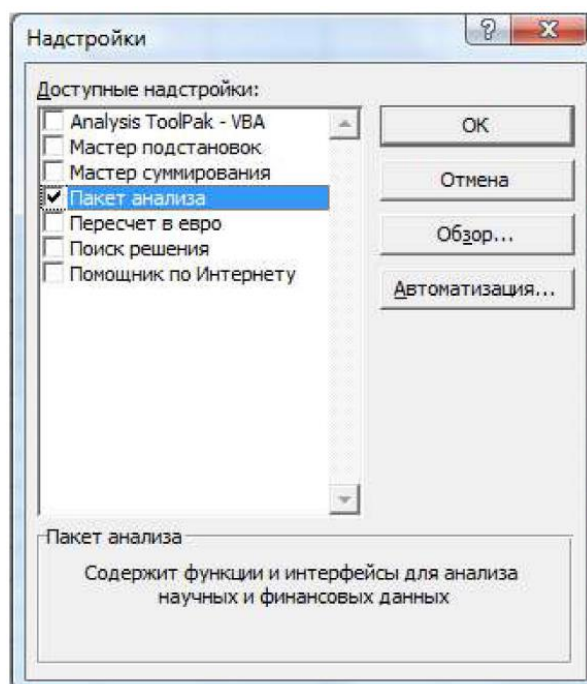 Надстройки
Доступные надстройки:
Analysis ToolPak - VBA
Мастер подстановок
Мастер суммирования
Пакет анализа
Пересчет в евро
Поиск решения
Помощник по Интернету
ОК
Отмена
Обзор...
Автоматизация...
Пакет анализа
Содержит функции и интерфейсы для анализа
научных и финансовых данных